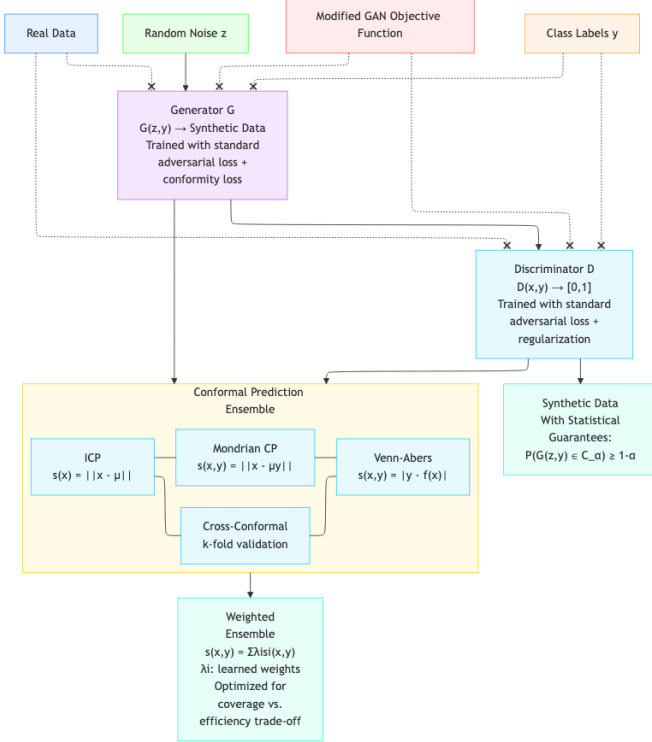 Real Data
Random Noise z
Modified GAN Objective
Function
Class Labels y
Generator G
G(z,y) → Synthetic Data
Trained with standard
adversarial loss +
conformity loss
Discriminator D
D(x,y) → [0,1]
Trained with standard
adversarial loss +
regularization
Conformal Prediction
Ensemble
ICP
s(x) = ||x - μ||
Mondrian CP
s(x,y) = ||x - μy||
Venn-Abers
s(x,y) = |y - f(x)|
Cross-Conformal
k-fold validation
Synthetic Data
With Statistical
Guarantees:
P(G(z,y) ∈ C_α) ≥ 1-α
Weighted
Ensemble
s(x,y) = Σλisi(x,y)
λi: learned weights
Optimized for
coverage vs.
efficiency trade-off